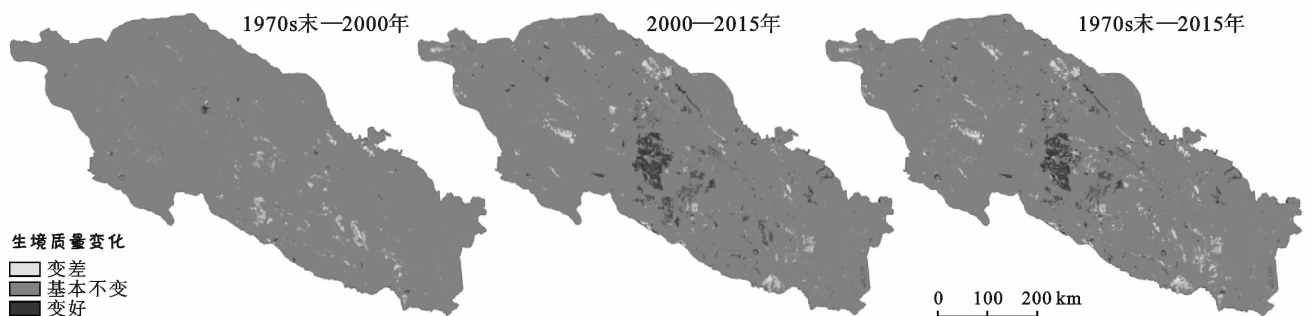 1970s末—2000年
2000—2015年
1970s末—2015年
生境质量变化
变差
基本不变
变好
0 100 200 km